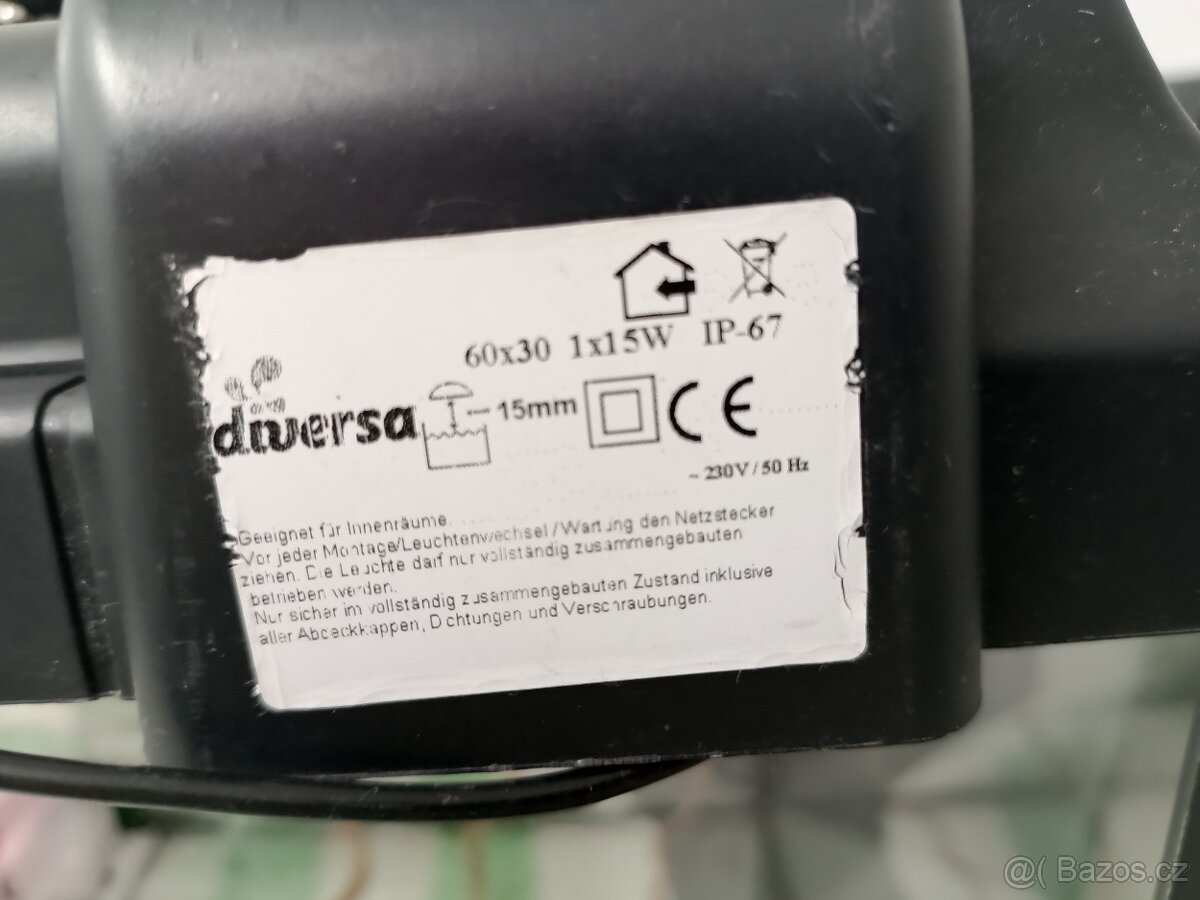 60x30 1x15W IP-67
diversa
15mm
CE
~ 230V / 50 Hz
Geeignet für Innenräume.
Vor jeder Montage/Leuchtenwechsel / Wartung den Netzstecker
ziehen. Die Leuchte darf nur vollständig zusammengebauten
betrieben werden.
Nur sicher im vollständig zusammengebauten Zustand inklusive
aller Abdeckkappen, Dichtungen und Verschraubungen.
@( Bazos.cz